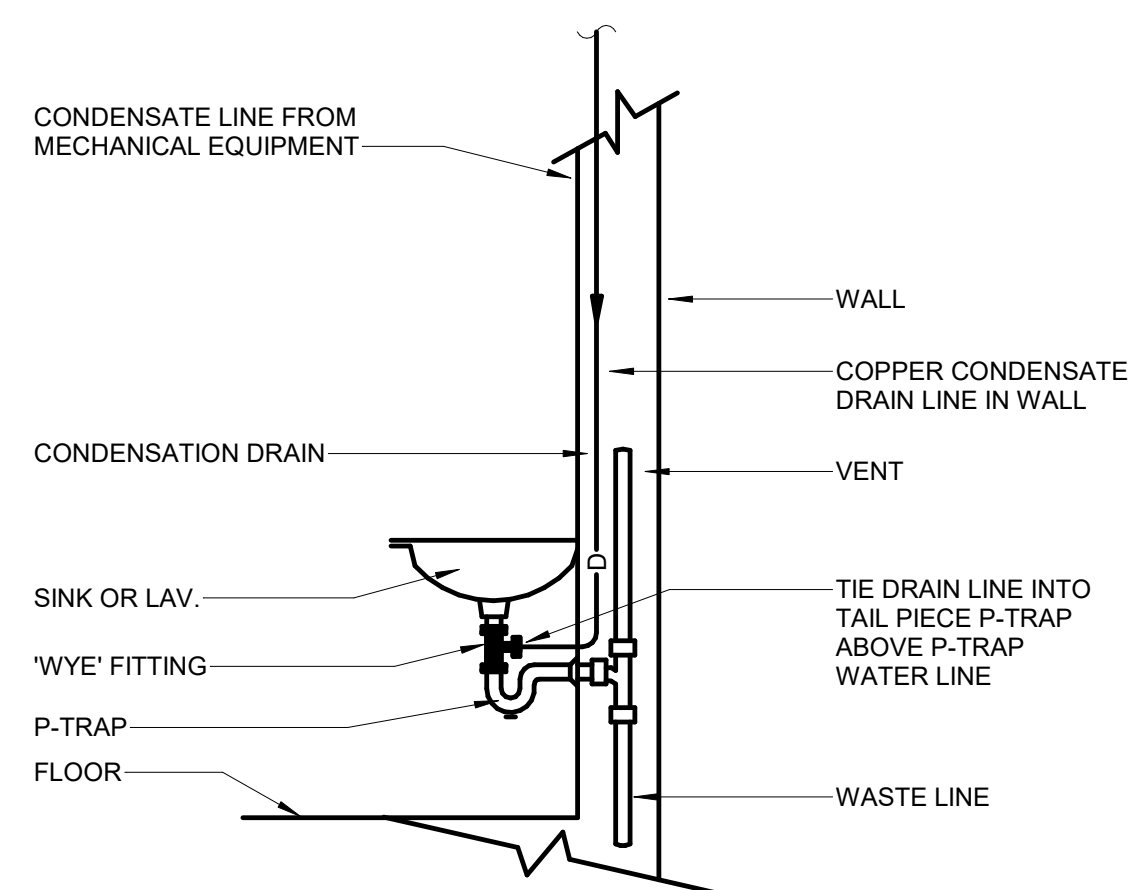 CONDENSATE LINE FROM
MECHANICAL EQUIPMENT
WALL
COPPER CONDENSATE
DRAIN LINE IN WALL
CONDENSATION DRAIN
VENT
D
SINK OR LAV.
TIE DRAIN LINE INTO
TAIL PIECE P-TRAP
ABOVE P-TRAP
WATER LINE
'WYE' FITTING
P-TRAP
FLOOR
WASTE LINE